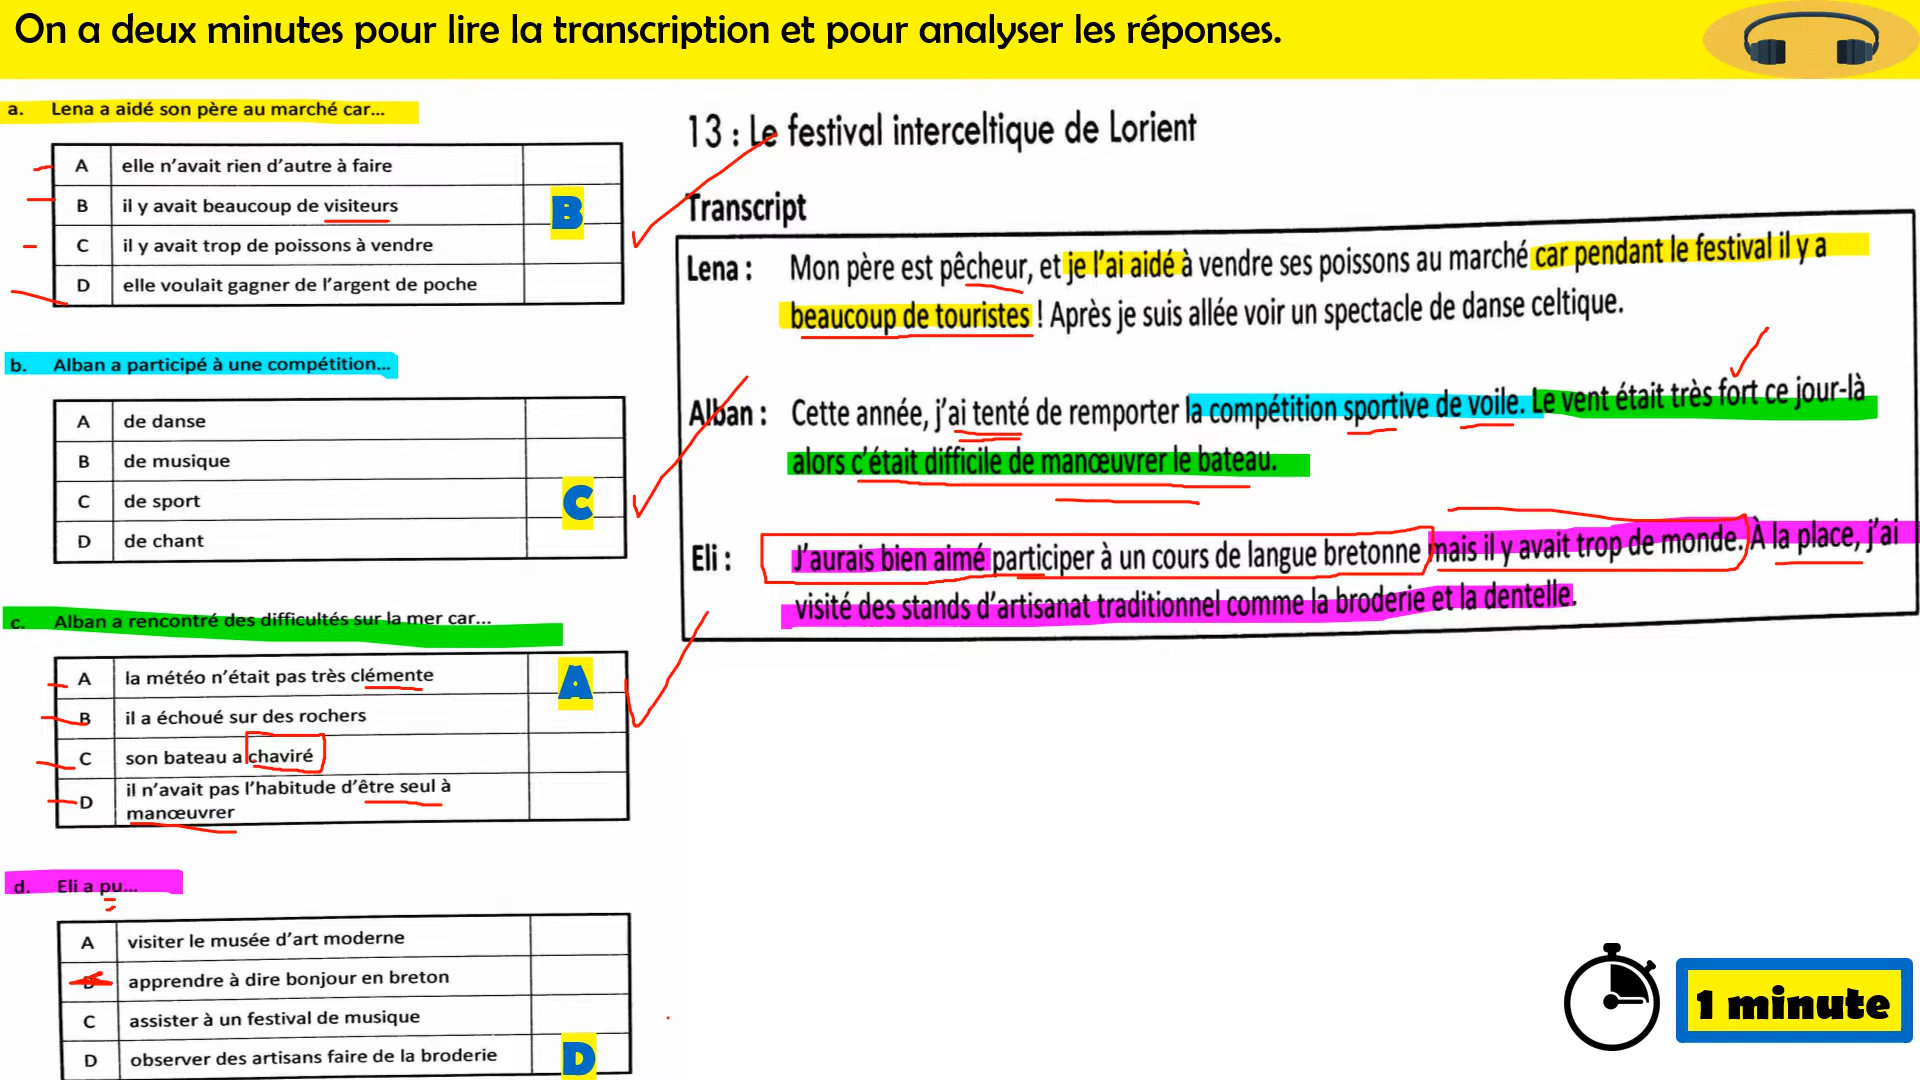 On a deux minutes pour lire la transcription et pour analyser les réponses.
a. Lena a aidé son père au marché car...
A elle n'avait rien d'autre à faire
B il y avait beaucoup de visiteurs B
C il y avait trop de poissons à vendre
D elle voulait gagner de l'argent de poche
b. Alban a participé à une compétition...
A de danse
B de musique
C de sport C
D de chant
c. Alban a rencontré des difficultés sur la mer car...
A la météo n'était pas très clémente A
B il a échoué sur des rochers
C son bateau a chaviré
D il n'avait pas l'habitude d'être seul à
manœuvrer
d. Eli a pu...
A visiter le musée d'art moderne
B apprendre à dire bonjour en breton
C assister à un festival de musique
D observer des artisans faire de la broderie D
13 : Le festival interceltique de Lorient
Transcript
Lena : Mon père est pêcheur, et je l'ai aidé à vendre ses poissons au marché car pendant le festival il y a
beaucoup de touristes ! Après je suis allée voir un spectacle de danse celtique.
Alban : Cette année, j'ai tenté de remporter la compétition sportive de voile. Le vent était très fort ce jour-là
alors c'était difficile de manœuvrer le bateau.
Eli : J'aurais bien aimé participer à un cours de langue bretonne mais il y avait trop de monde. À la place, j'ai
visité des stands d'artisanat traditionnel comme la broderie et la dentelle.
1 minute